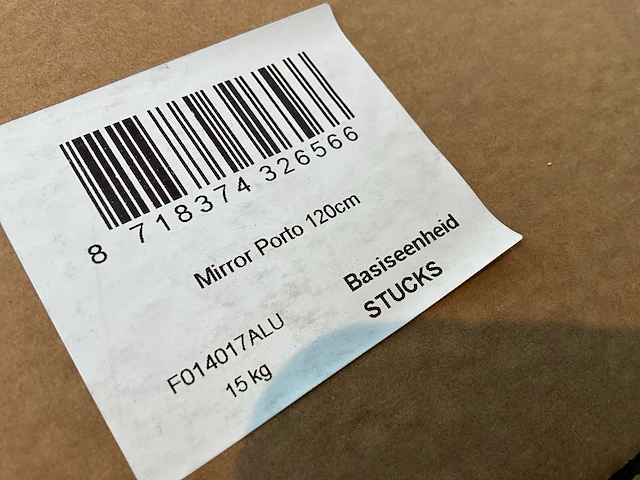 8 718374 326566
Mirror Porto 120cm
Basiseenheid
STUCKS
F014017ALU
15 kg